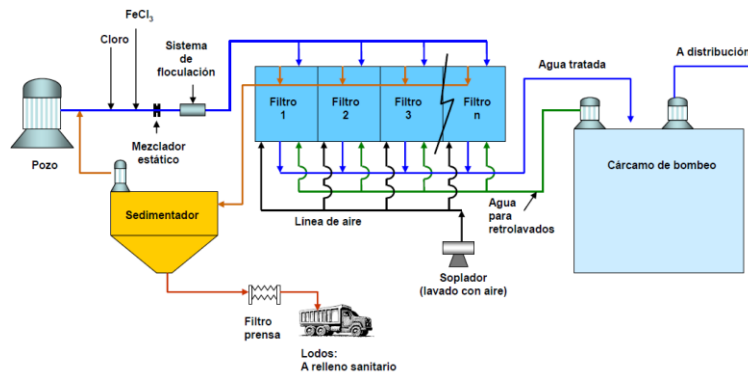 FeCl3
Cloro
Sistema
de
floculación
Pozo
Mezclador
estático
Filtro
1
Filtro
2
Filtro
3
Filtro
n
Agua tratada
A distribución
Cárcamo de bombeo
Sedimentador
Línea de aire
Agua
para
retrolavados
Soplador
(lavado con aire)
Filtro
prensa
Lodos:
A relleno sanitario